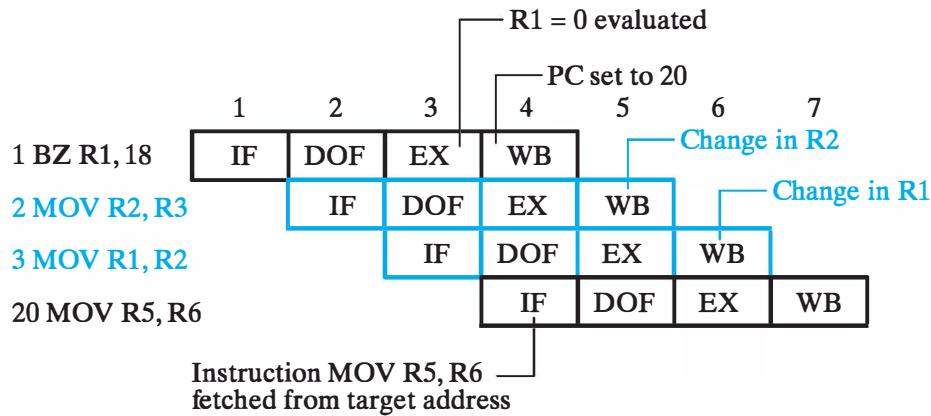 R1 = 0 evaluated
PC set to 20
1 2 3 4 5 6 7
Change in R2
1 BZ R1, 18 IF DOF EX WB
Change in R1
2 MOV R2, R3 IF DOF EX WB
3 MOV R1, R2 IF DOF EX WB
20 MOV R5, R6 IF DOF EX WB
Instruction MOV R5, R6
fetched from target address